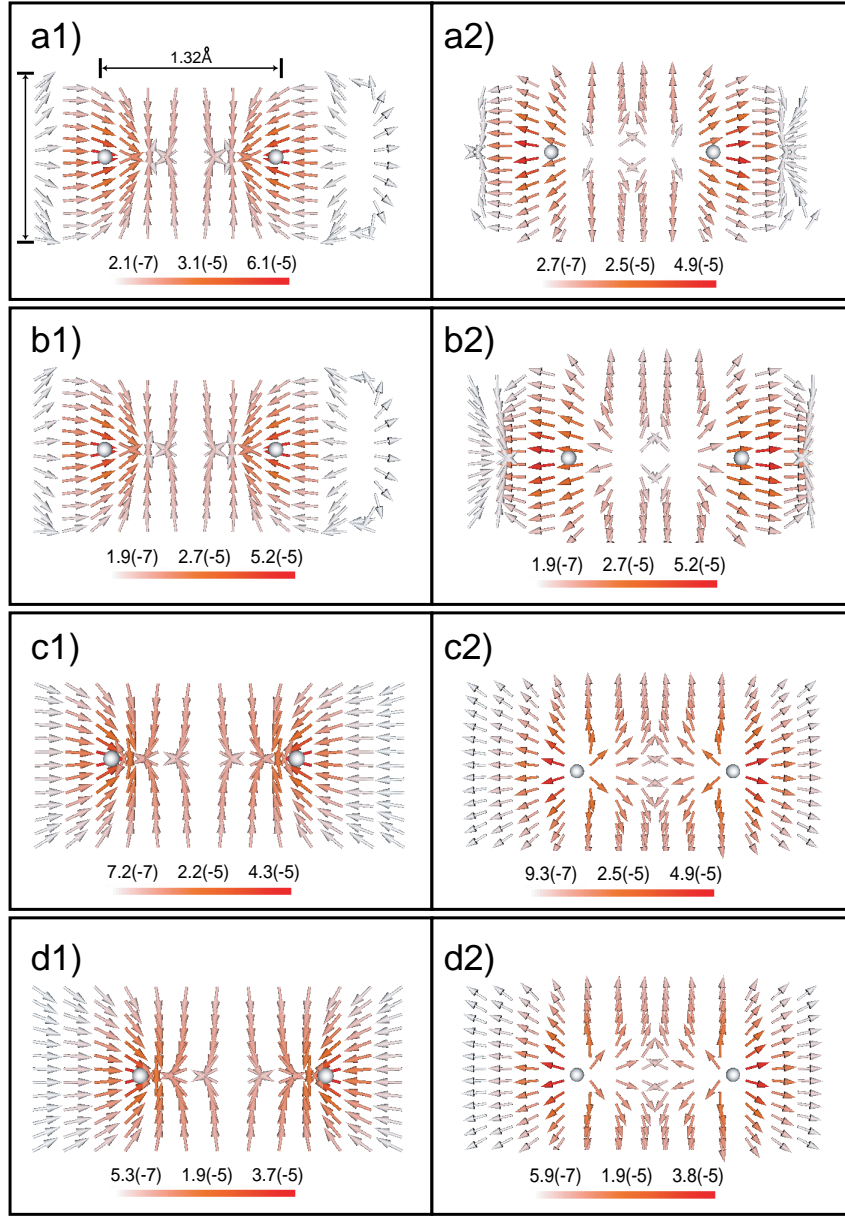 a1)
1.32Å
2.1(-7) 3.1(-5) 6.1(-5)
a2)
2.7(-7) 2.5(-5) 4.9(-5)
b1)
1.9(-7) 2.7(-5) 5.2(-5)
b2)
1.9(-7) 2.7(-5) 5.2(-5)
c1)
7.2(-7) 2.2(-5) 4.3(-5)
c2)
9.3(-7) 2.5(-5) 4.9(-5)
d1)
5.3(-7) 1.9(-5) 3.7(-5)
d2)
5.9(-7) 1.9(-5) 3.8(-5)